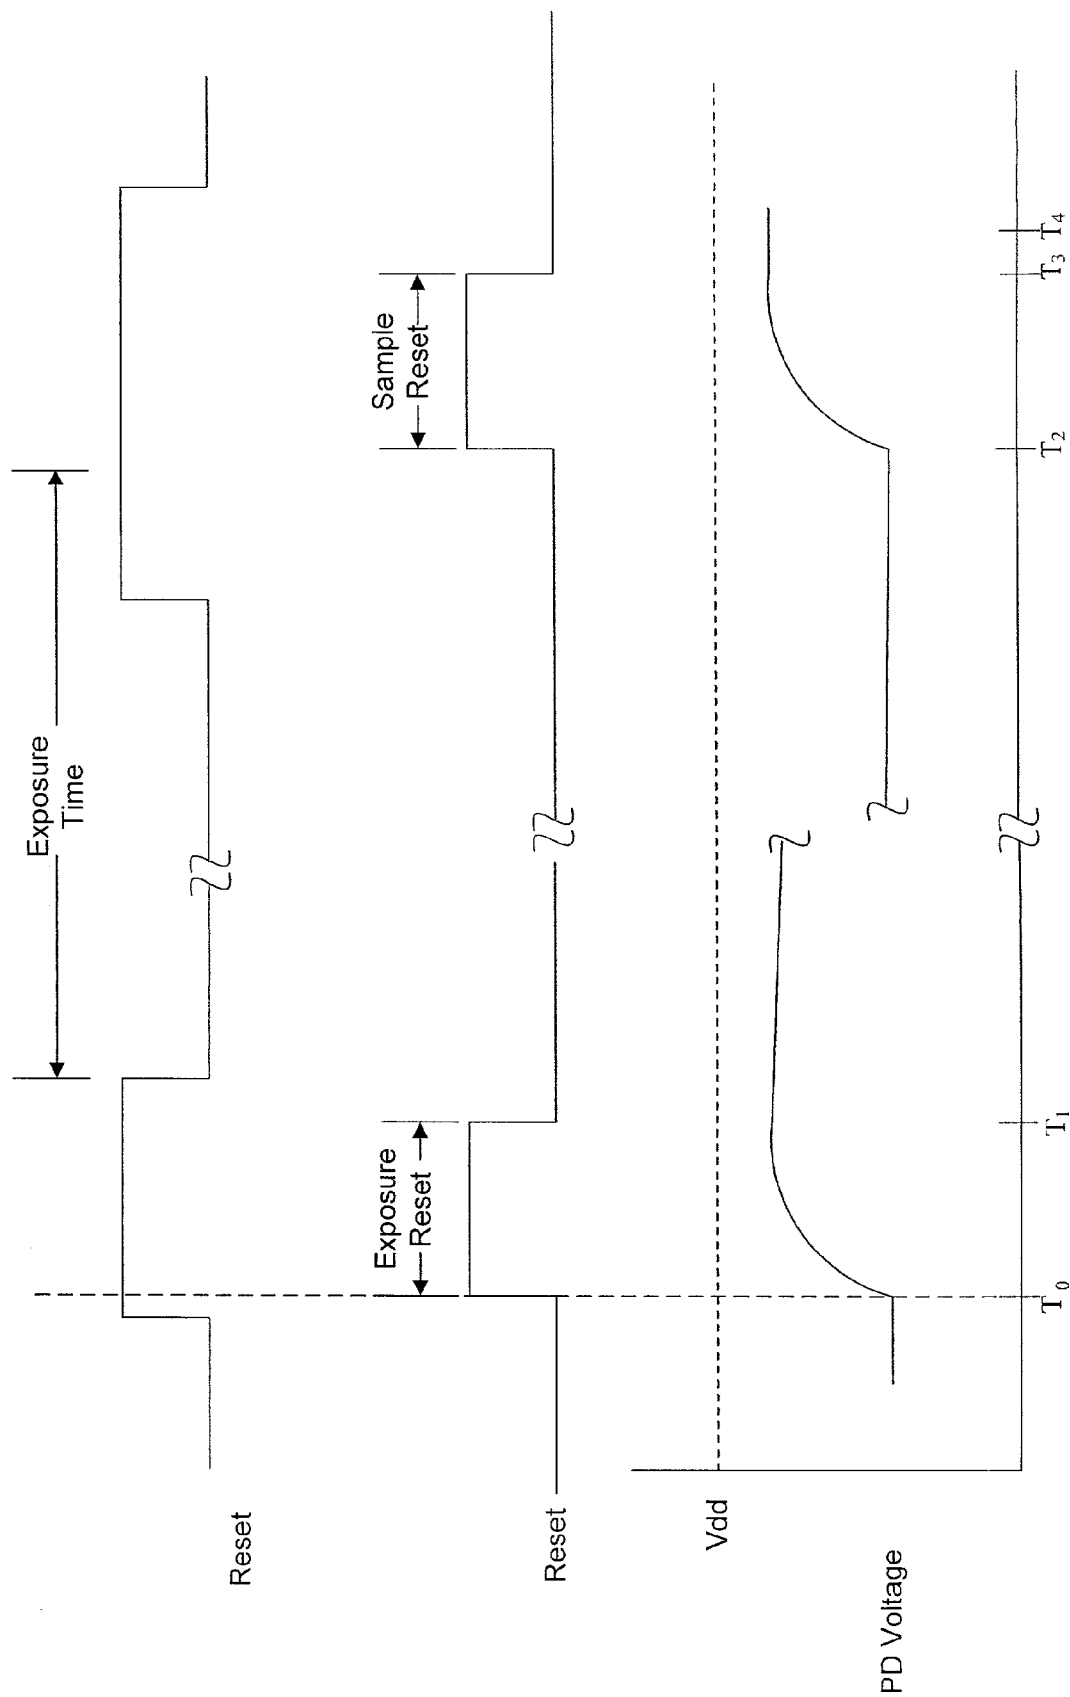 Exposure
Time
Reset
Exposure
Reset
Sample
Reset
Reset
Vdd
PD Voltage
T0
T1
T2
T3
T4